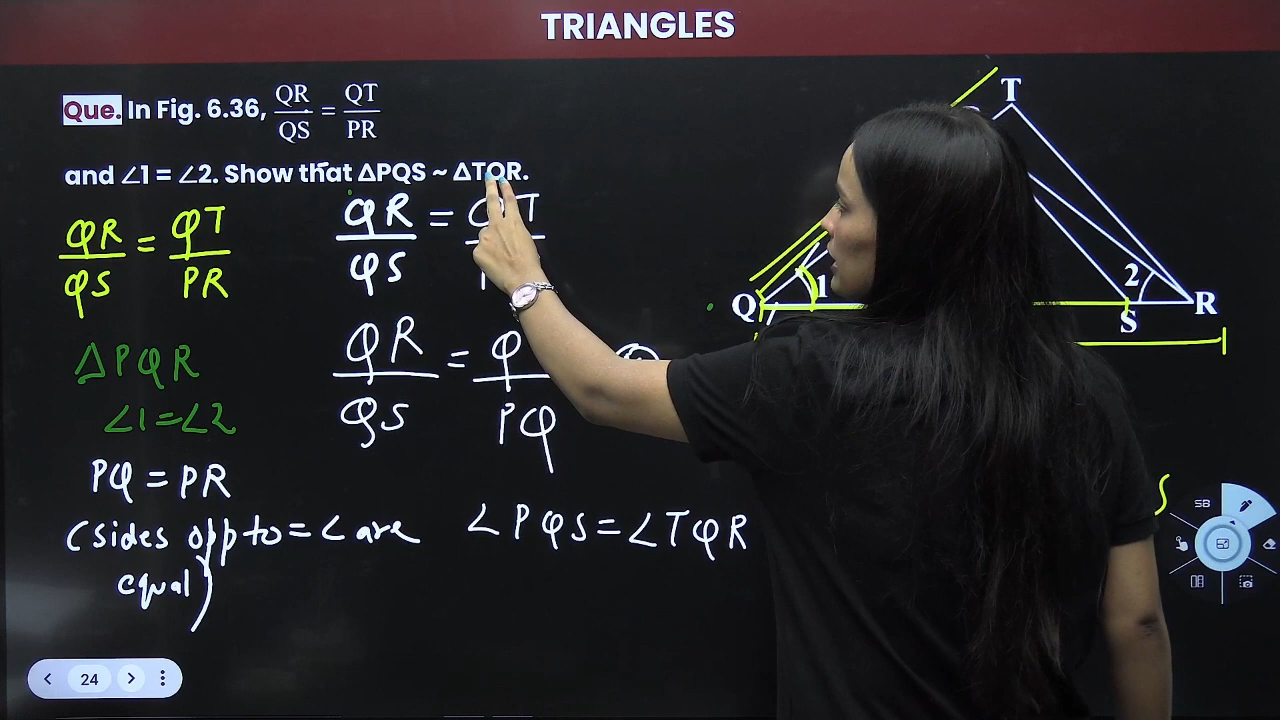 TRIANGLES
Que. In Fig. 6.36, QR/QS = QT/PR
and ∠1 = ∠2. Show that ΔPQS ~ ΔTQR.
QR/QS = QT/PR
QR/QS = QT
ΔPQR
∠1=∠2
QR/QS = Q /PQ
PQ = PR
(sides opp to = ∠ are
equal)
∠PQS = ∠TQR
T
Q
1
2
S
R
SB
24